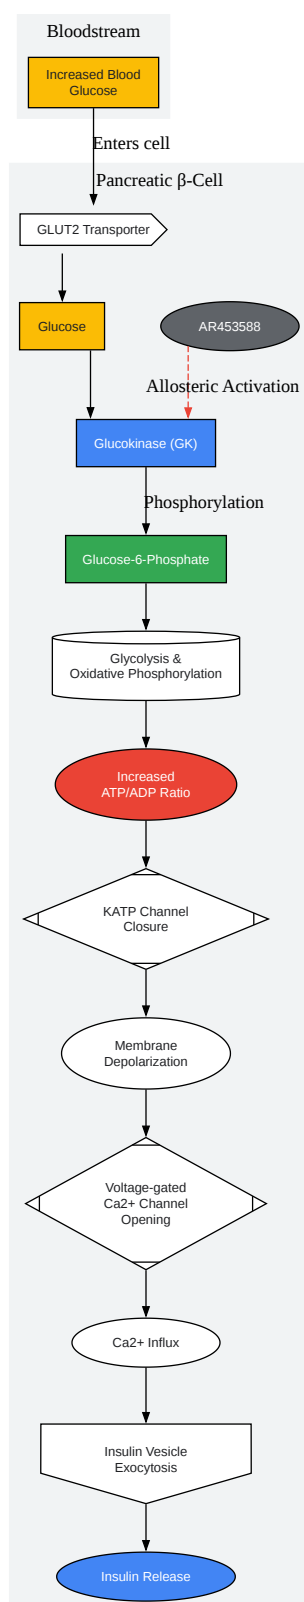 Bloodstream
Increased Blood
Glucose
Enters cell
Pancreatic β-Cell
GLUT2 Transporter
Glucose
AR453588
Allosteric Activation
Glucokinase (GK)
Phosphorylation
Glucose-6-Phosphate
Glycolysis &
Oxidative Phosphorylation
Increased
ATP/ADP Ratio
KATP Channel
Closure
Membrane
Depolarization
Voltage-gated
Ca2+ Channel
Opening
Ca2+ Influx
Insulin Vesicle
Exocytosis
Insulin Release